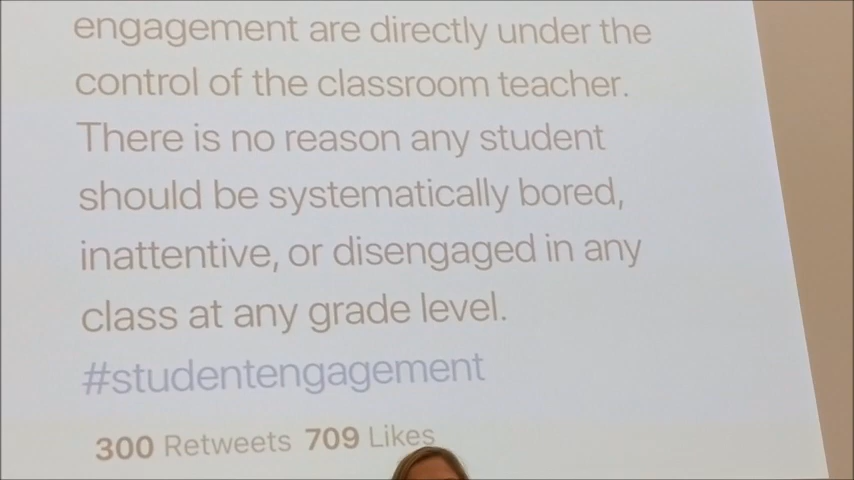 engagement are directly under the
control of the classroom teacher.
There is no reason any student
should be systematically bored,
inattentive, or disengaged in any
class at any grade level.
#studentengagement
300 Retweets 709 Likes